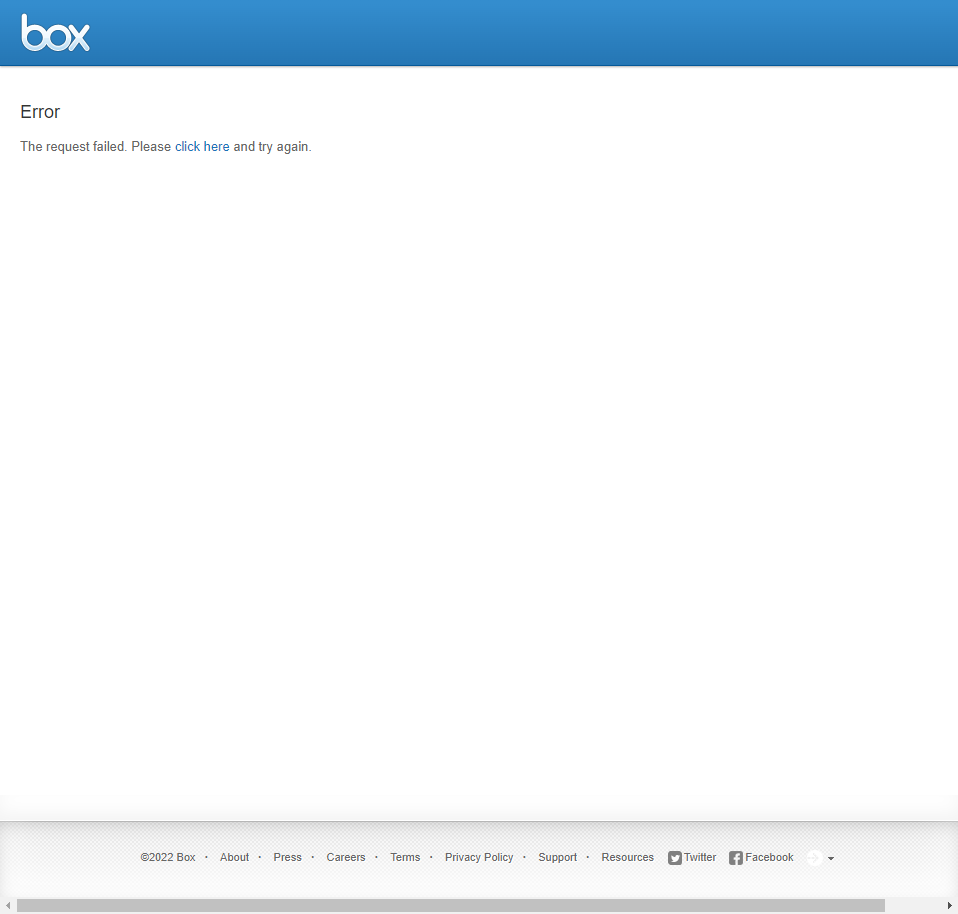 box
Error
The request failed. Please click here and try again.
©2022 Box · About · Press · Careers · Terms · Privacy Policy · Support · Resources Twitter Facebook